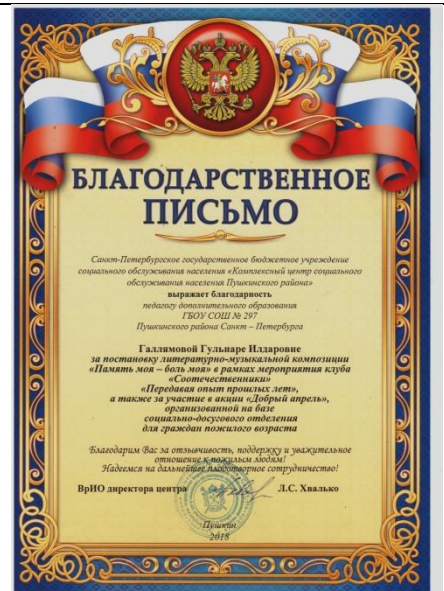 БЛАГОДАРСТВЕННОЕ
ПИСЬМО
Санкт-Петербургское государственное бюджетное учреждение
социального обслуживания населения «Комплексный центр социального
обслуживания населения Пушкинского района»
выражает благодарность
педагогу дополнительного образования
ГБОУ СОШ № 297
Пушкинского района Санкт – Петербурга
Галлямовой Гульнаре Илдаровне
за постановку литературно-музыкальной композиции
«Память моя – боль моя» в рамках мероприятия клуба
«Соотечественники»
«Передавая опыт прошлых лет»,
а также за участие в акции «Добрый апрель»,
организованной на базе
социально-досугового отделения
для граждан пожилого возраста
Благодарим Вас за отзывчивость, поддержку и уважительное
отношение к пожилым людям!
Надеемся на дальнейшее плодотворное сотрудничество!
ВрИО директора центра Л.С. Хвалько
Пушкин
2018